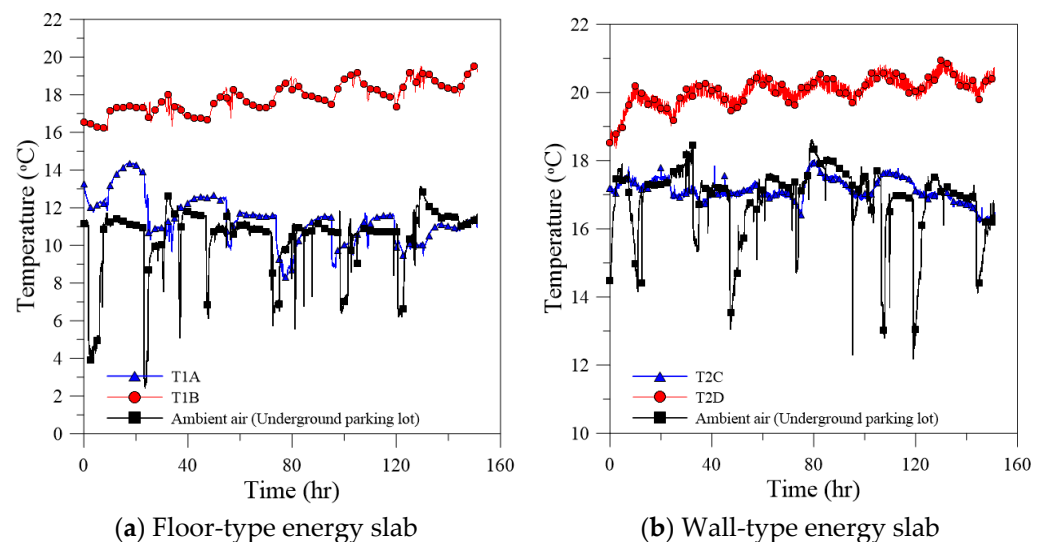 22
20
18
16
14
12
10
8
6
4
2
0
Temperature (°C)
T1A
T1B
Ambient air (Underground parking lot)
0 40 80 120 160
Time (hr)
(a) Floor-type energy slab
22
20
18
16
14
12
10
Temperature (°C)
T2C
T2D
Ambient air (Underground parking lot)
0 40 80 120 160
Time (hr)
(b) Wall-type energy slab